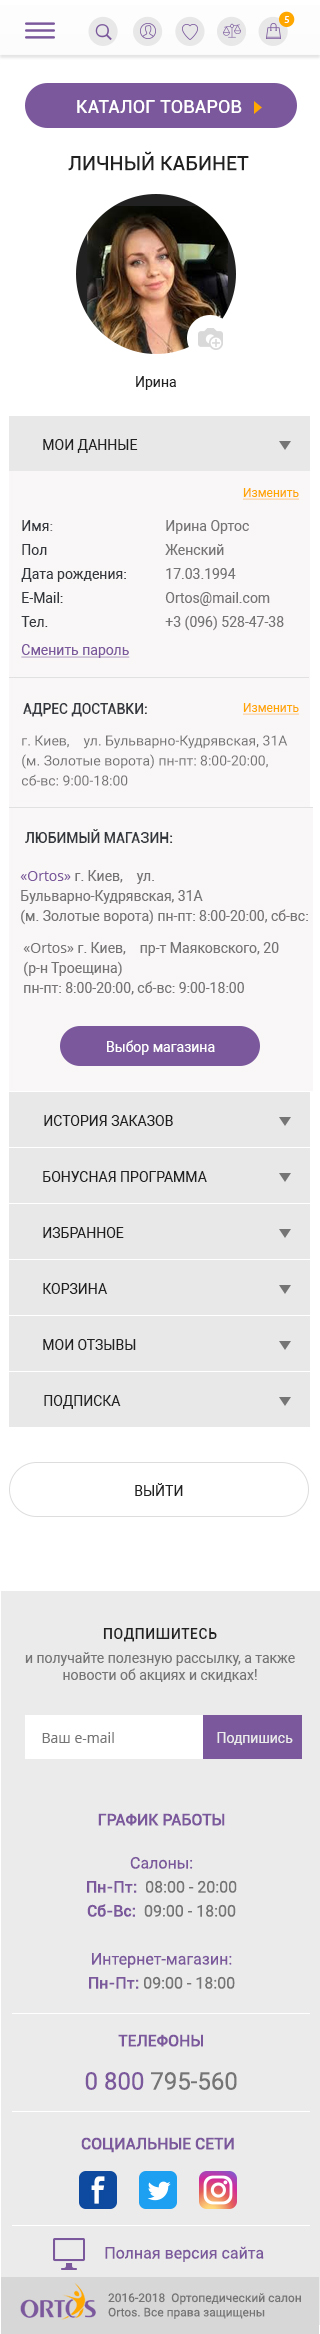 5
КАТАЛОГ ТОВАРОВ
ЛИЧНЫЙ КАБИНЕТ
Ирина
МОИ ДАННЫЕ
Изменить
Имя: Ирина Ортос
Пол Женский
Дата рождения: 17.03.1994
E-Mail: Ortos@mail.com
Тел. +3 (096) 528-47-38
Сменить пароль
АДРЕС ДОСТАВКИ: Изменить
г. Киев, ул. Бульварно-Кудрявская, 31А
(м. Золотые ворота) пн-пт: 8:00-20:00,
сб-вс: 9:00-18:00
ЛЮБИМЫЙ МАГАЗИН:
«Ortos» г. Киев, ул.
Бульварно-Кудрявская, 31А
(м. Золотые ворота) пн-пт: 8:00-20:00, сб-вс:
«Ortos» г. Киев, пр-т Маяковского, 20
(р-н Троещина)
пн-пт: 8:00-20:00, сб-вс: 9:00-18:00
Выбор магазина
ИСТОРИЯ ЗАКАЗОВ
БОНУСНАЯ ПРОГРАММА
ИЗБРАННОЕ
КОРЗИНА
МОИ ОТЗЫВЫ
ПОДПИСКА
ВЫЙТИ
ПОДПИШИТЕСЬ
и получайте полезную рассылку, а также
новости об акциях и скидках!
Ваш e-mail Подпишись
ГРАФИК РАБОТЫ
Салоны:
Пн-Пт: 08:00 - 20:00
Сб-Вс: 09:00 - 18:00
Интернет-магазин:
Пн-Пт: 09:00 - 18:00
ТЕЛЕФОНЫ
0 800 795-560
СОЦИАЛЬНЫЕ СЕТИ
Полная версия сайта
ORTOS
2016-2018 Ортопедический салон
Ortos. Все права защищены